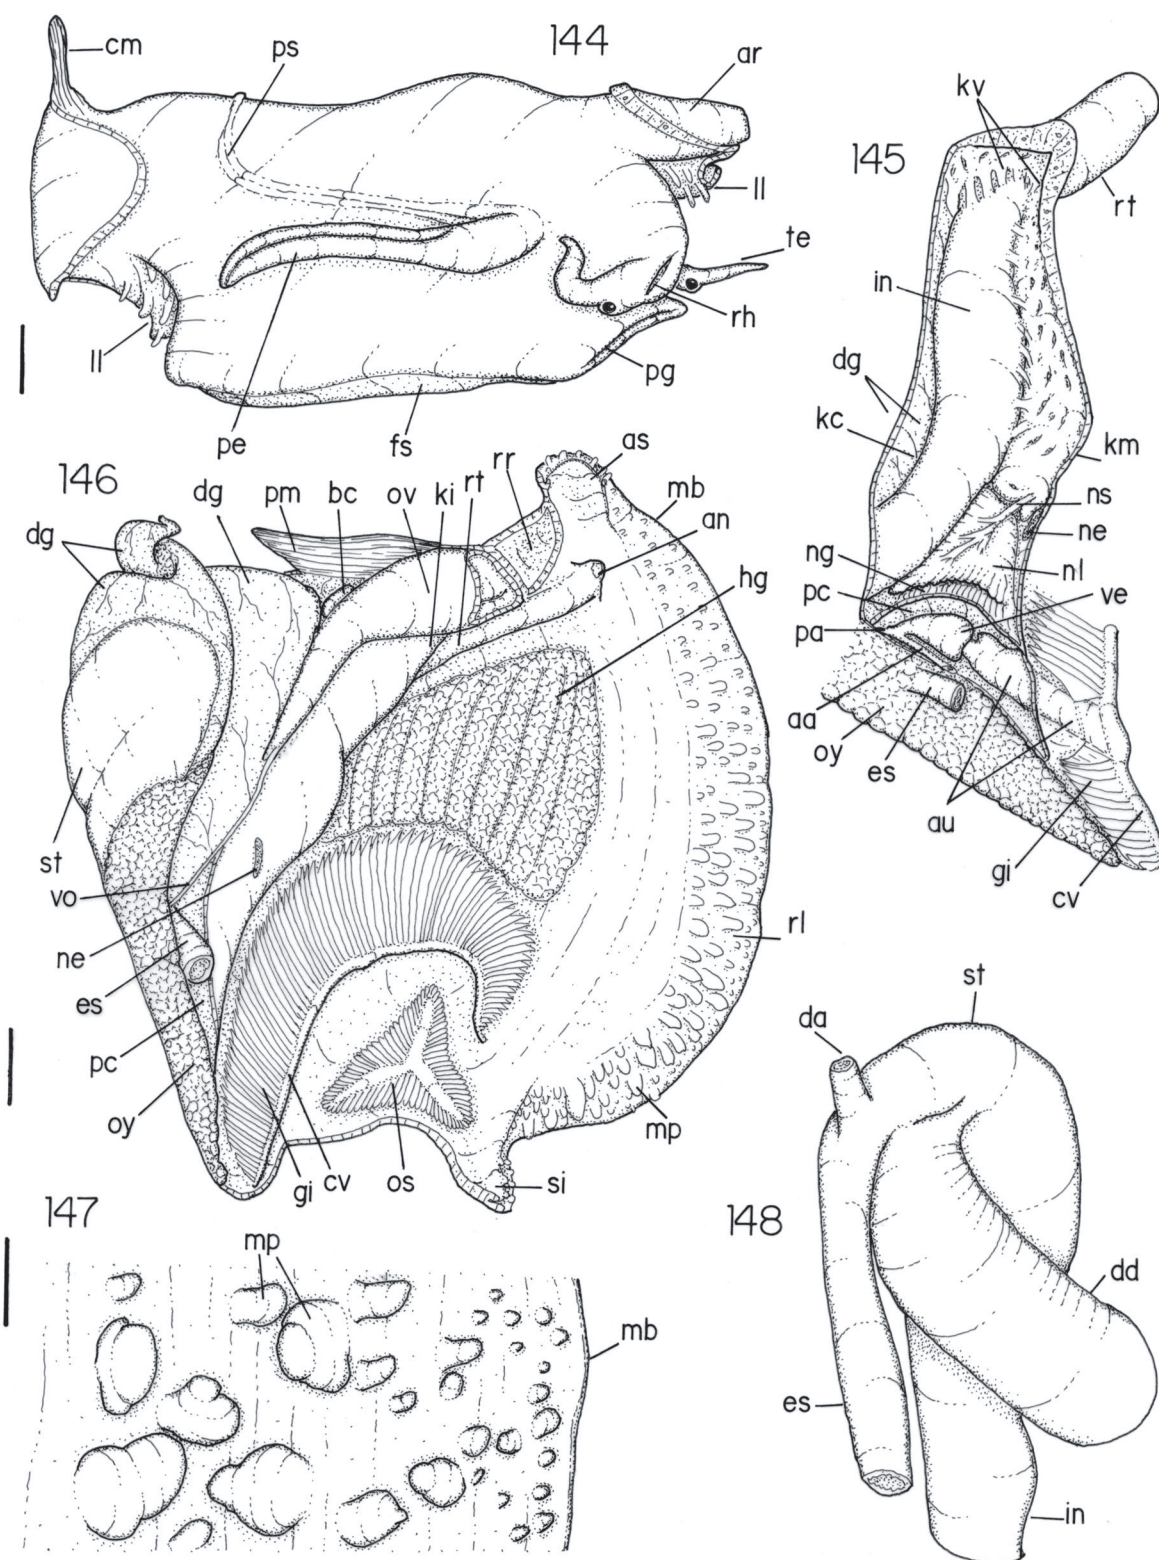 144
cm
ps
ar
ll
te
rh
pg
fs
pe
ll
145
kv
rt
in
dg
kc
km
ns
ne
nl
ve
ng
pc
pa
aa
oy
es
au
gi
cv
146
dg
dg
pm
bc
ov
ki
rt
rr
as
mb
an
hg
rl
mp
si
os
cv
gi
oy
pc
es
ne
vo
st
147
mp
mb
148
st
da
dd
es
in